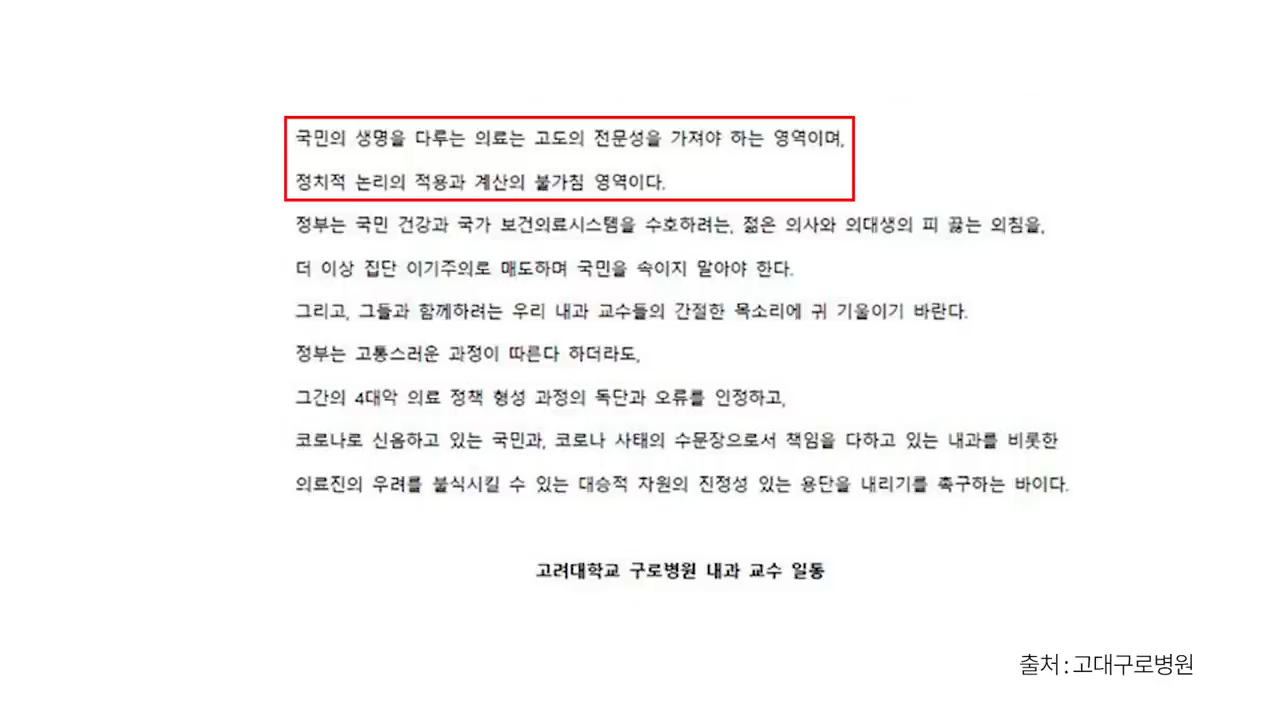 국민의 생명을 다루는 의료는 고도의 전문성을 가져야 하는 영역이며,
정치적 논리의 적용과 계산의 불가침 영역이다.
정부는 국민 건강과 국가 보건의료시스템을 수호하려는, 젊은 의사와 의대생의 피 끓는 외침을,
더 이상 집단 이기주의로 매도하며 국민을 속이지 말아야 한다.
그리고, 그들과 함께하려는 우리 내과 교수들의 간절한 목소리에 귀 기울이기 바란다.
정부는 고통스러운 과정이 따른다 하더라도,
그간의 4대악 의료 정책 형성 과정의 독단과 오류를 인정하고,
코로나로 신음하고 있는 국민과, 코로나 사태의 수문장으로서 책임을 다하고 있는 내과를 비롯한
의료진의 우려를 불식시킬 수 있는 대승적 자원의 진정성 있는 용단을 내리기를 촉구하는 바이다.
고려대학교 구로병원 내과 교수 일동
출처 : 고대구로병원